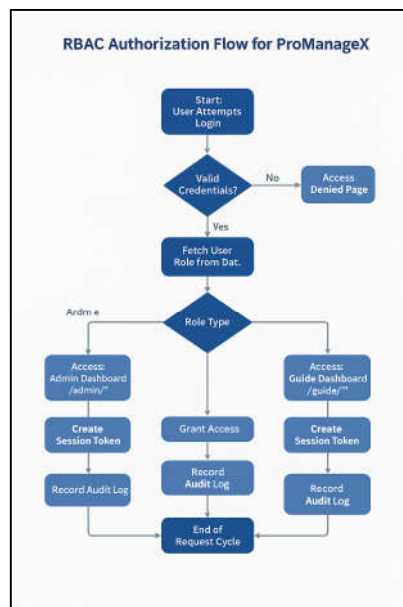 RBAC Authorization Flow for ProManageX
Start:
User Attempts
Login
Valid
Credentials?
No
Access
Denied Page
Ves
Fetch User
Role from Dat.
Ardm e
Role Type
Access:
Admin Dashboard
/admin/"
Access:
Guide Dashboard
/guide/""
Create
Session Token
Grant Access
Create
Session Token
Record Audit Log
Record
Audit Log
Record
Audit Log
End of
Request Cycle